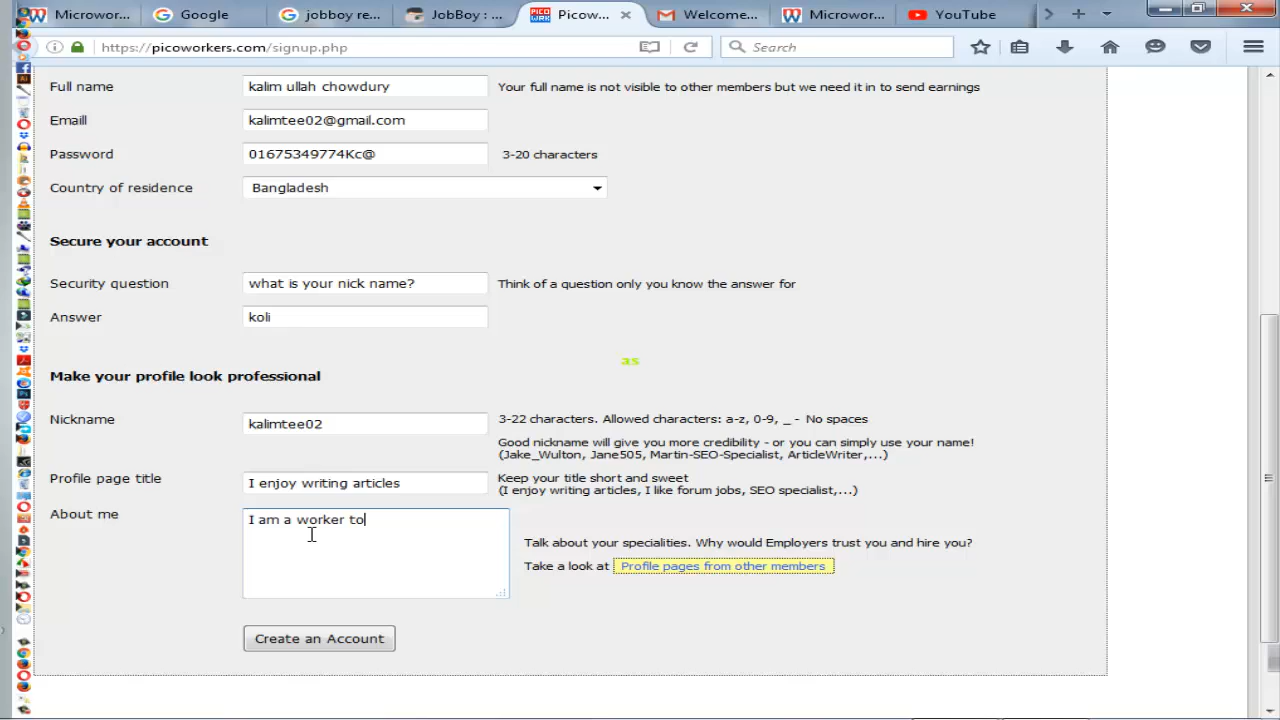 Microwor...
Google
jobboy re...
JobBoy : ...
Picow...
Welcome...
Microwor...
YouTube
https://picoworkers.com/signup.php
Search
Full name
kalim ullah chowdury
Your full name is not visible to other members but we need it in to send earnings
Emaill
kalimtee02@gmail.com
Password
01675349774Kc@
3-20 characters
Country of residence
Bangladesh
Secure your account
Security question
what is your nick name?
Think of a question only you know the answer for
Answer
koli
as
Make your profile look professional
Nickname
kalimtee02
3-22 characters. Allowed characters: a-z, 0-9, _ - No spaces
Good nickname will give you more credibility - or you can simply use your name!
(Jake_Wulton, Jane505, Martin-SEO-Specialist, ArticleWriter,...)
Profile page title
I enjoy writing articles
Keep your title short and sweet
(I enjoy writing articles, I like forum jobs, SEO specialist,...)
About me
I am a worker to
Talk about your specialities. Why would Employers trust you and hire you?
Take a look at Profile pages from other members
Create an Account